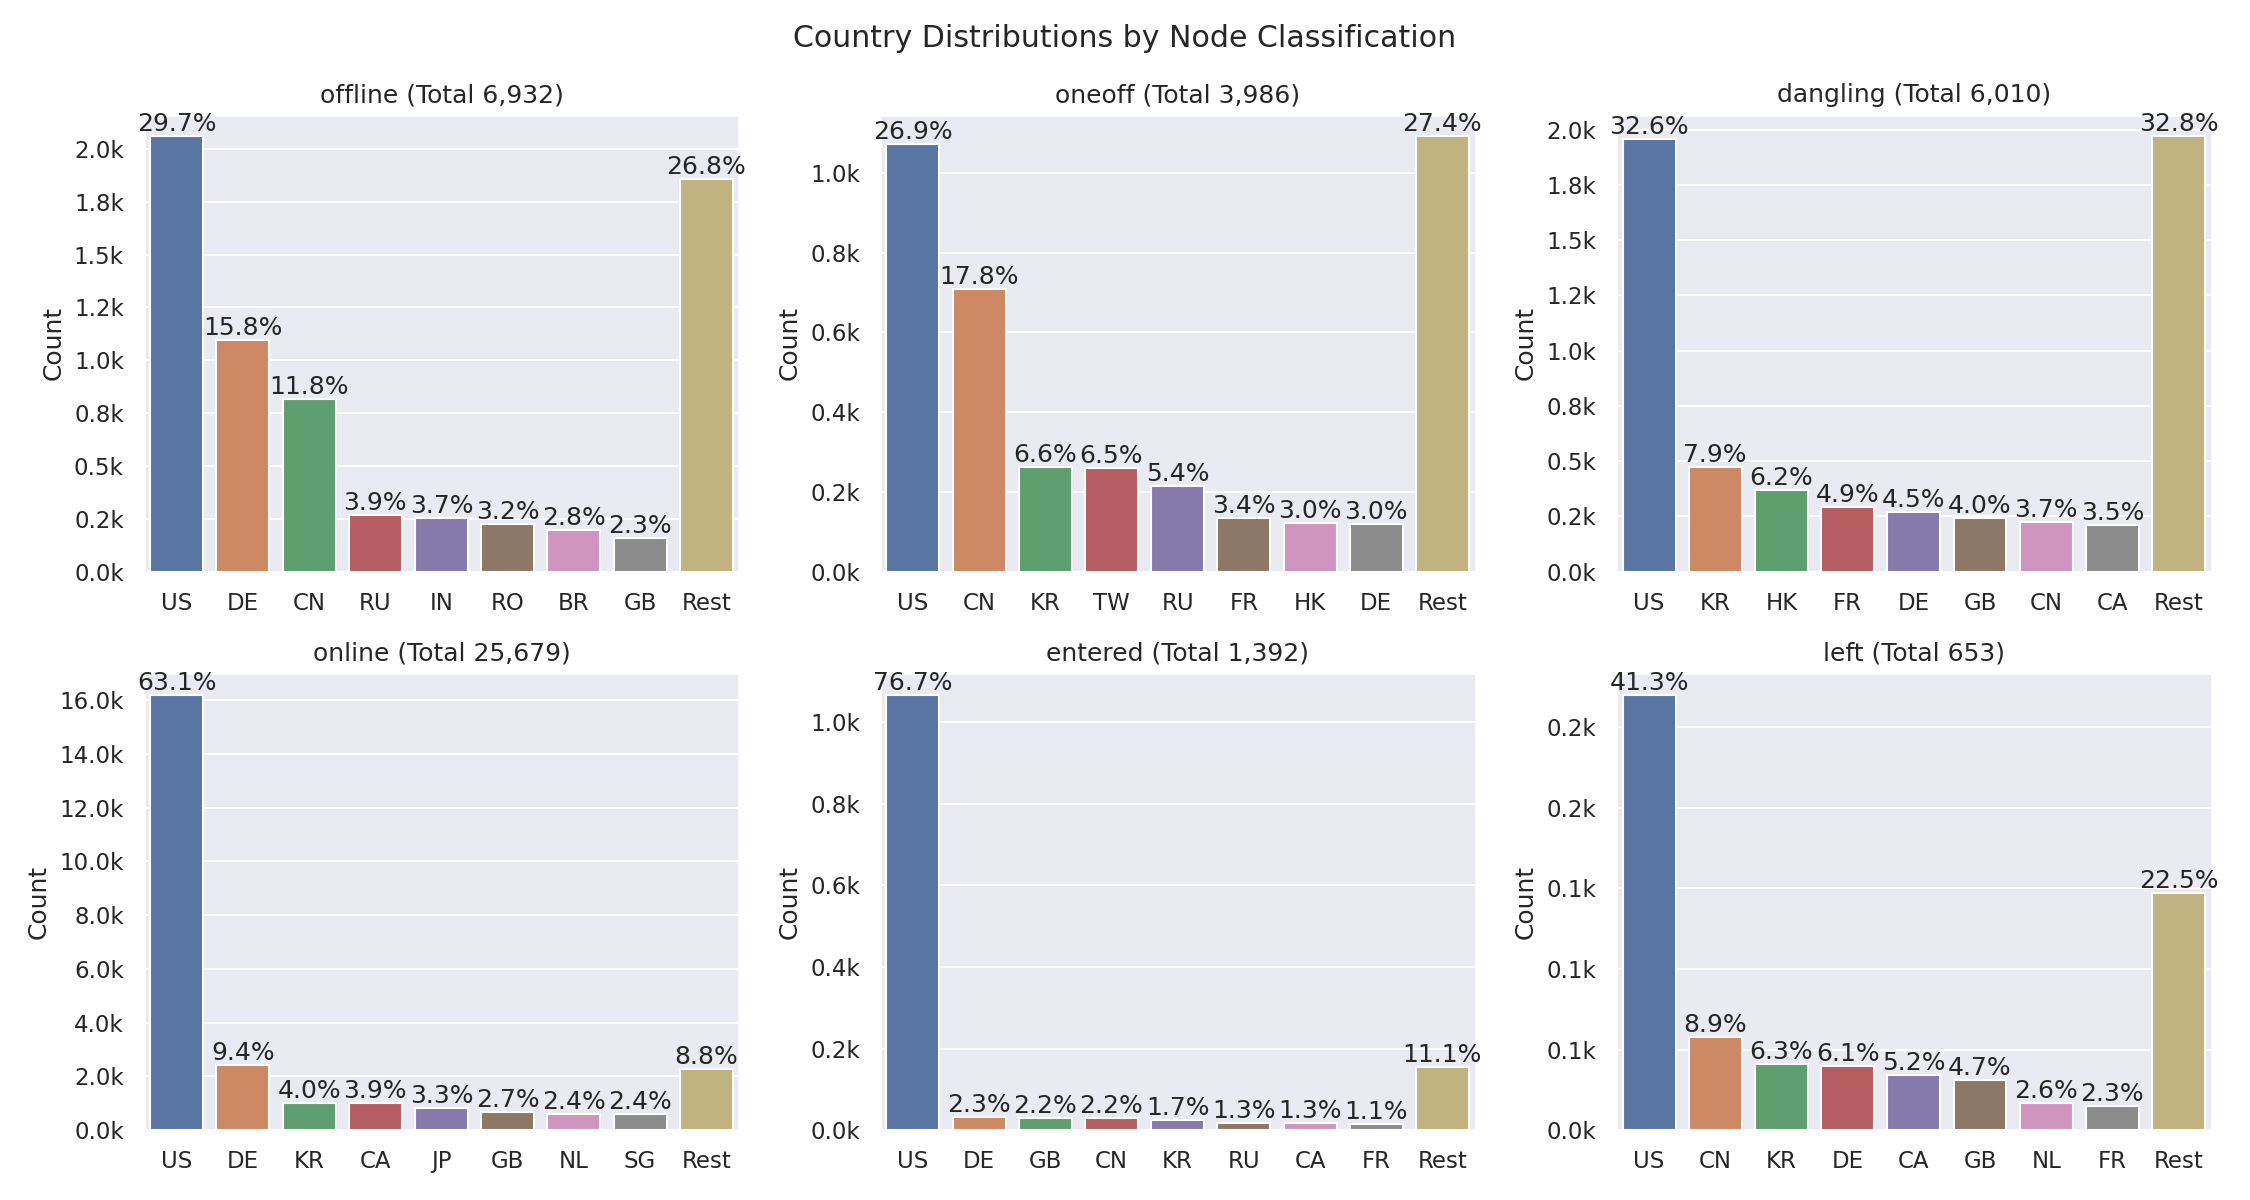 Country Distributions by Node Classification
offline (Total 6,932)
Count
2.0k
1.8k
1.5k
1.2k
1.0k
0.8k
0.5k
0.2k
0.0k
29.7%
15.8%
11.8%
3.9%
3.7%
3.2%
2.8%
2.3%
26.8%
US DE CN RU IN RO BR GB Rest
oneoff (Total 3,986)
Count
1.0k
0.8k
0.6k
0.4k
0.2k
0.0k
26.9%
17.8%
6.6%
6.5%
5.4%
3.4%
3.0%
3.0%
27.4%
US CN KR TW RU FR HK DE Rest
dangling (Total 6,010)
Count
2.0k
1.8k
1.5k
1.2k
1.0k
0.8k
0.5k
0.2k
0.0k
32.6%
7.9%
6.2%
4.9%
4.5%
4.0%
3.7%
3.5%
32.8%
US KR HK FR DE GB CN CA Rest
online (Total 25,679)
Count
16.0k
14.0k
12.0k
10.0k
8.0k
6.0k
4.0k
2.0k
0.0k
63.1%
9.4%
4.0%
3.9%
3.3%
2.7%
2.4%
2.4%
8.8%
US DE KR CA JP GB NL SG Rest
entered (Total 1,392)
Count
1.0k
0.8k
0.6k
0.4k
0.2k
0.0k
76.7%
2.3%
2.2%
2.2%
1.7%
1.3%
1.3%
1.1%
11.1%
US DE GB CN KR RU CA FR Rest
left (Total 653)
Count
0.2k
0.2k
0.1k
0.1k
0.1k
0.0k
41.3%
8.9%
6.3%
6.1%
5.2%
4.7%
2.6%
2.3%
22.5%
US CN KR DE CA GB NL FR Rest